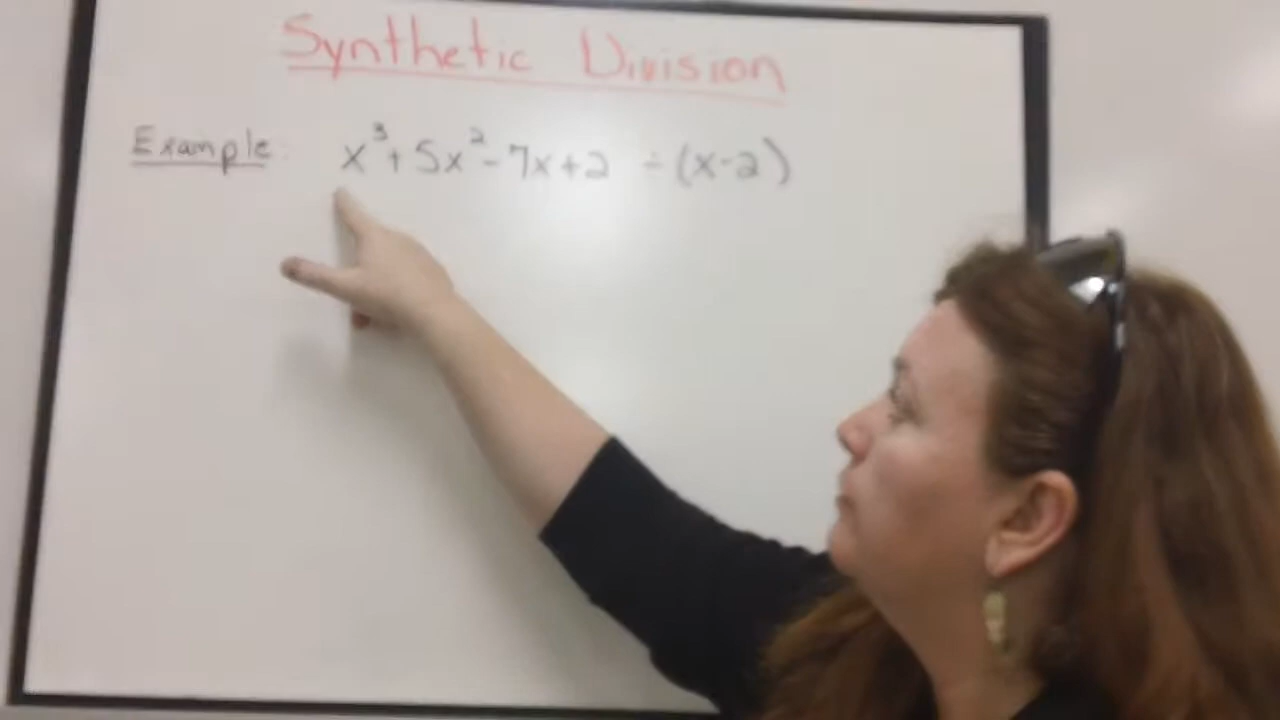 Synthetic Division
Example: x³+5x²-7x+2 ÷(x-2)